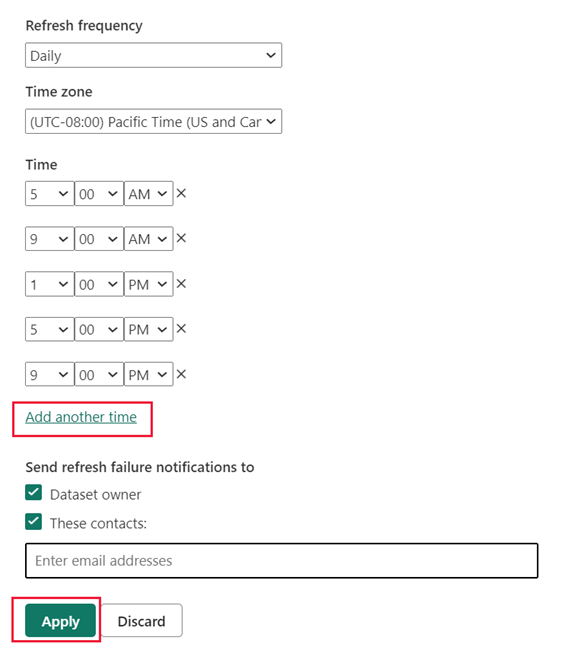 Refresh frequency
Daily
Time zone
(UTC-08:00) Pacific Time (US and Car
Time
5 00 AM
9 00 AM
1 00 PM
5 00 PM
9 00 PM
Add another time
Send refresh failure notifications to
Dataset owner
These contacts:
Enter email addresses
Apply Discard